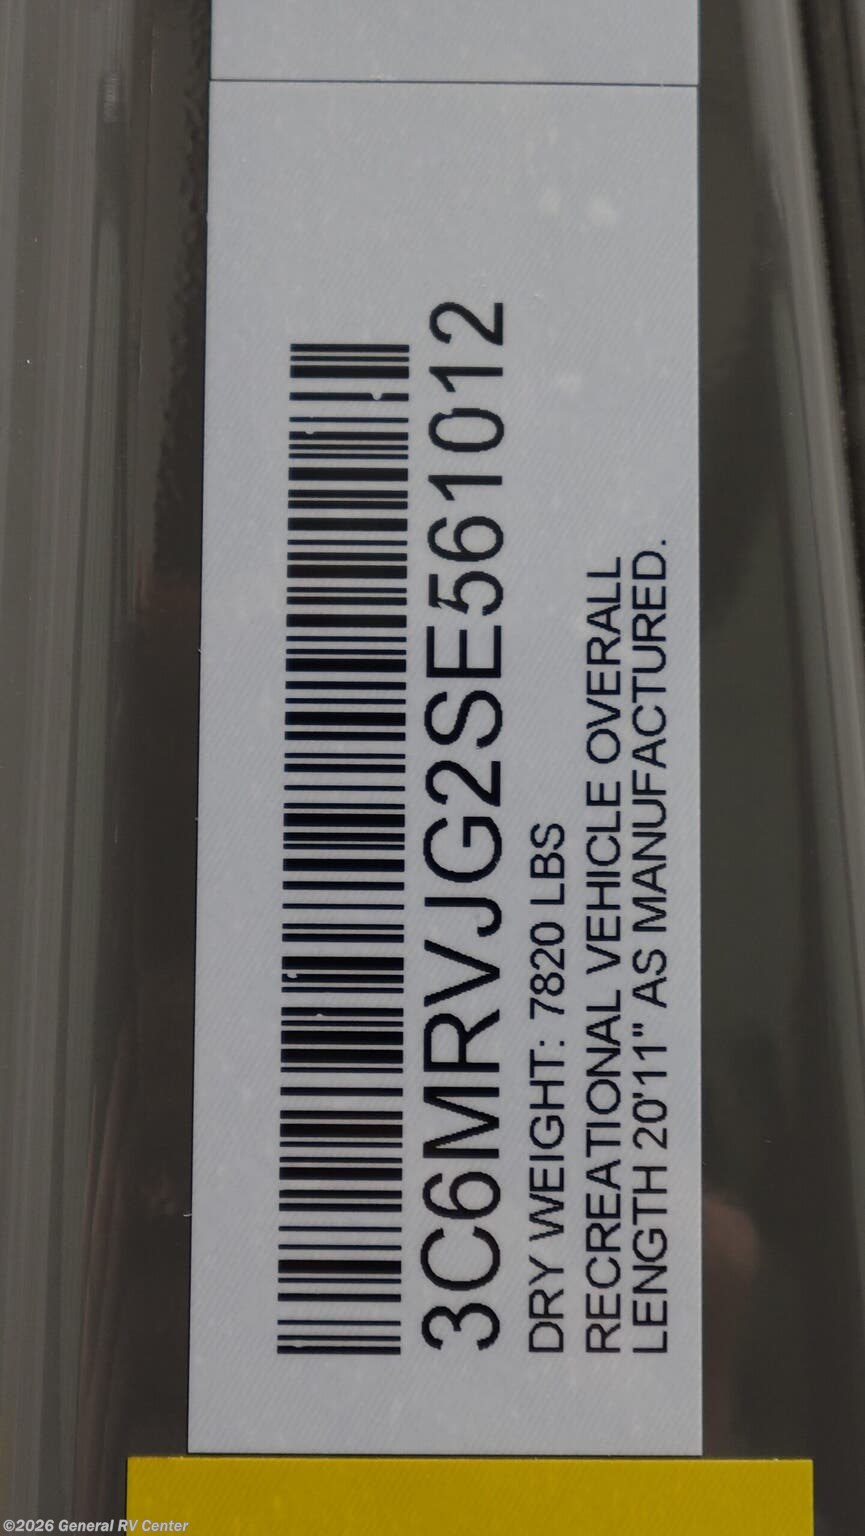 3C6MRVJG2SE561012
DRY WEIGHT: 7820 LBS
RECREATIONAL VEHICLE OVERALL
LENGTH 20'11" AS MANUFACTURED.
©2026 General RV Center